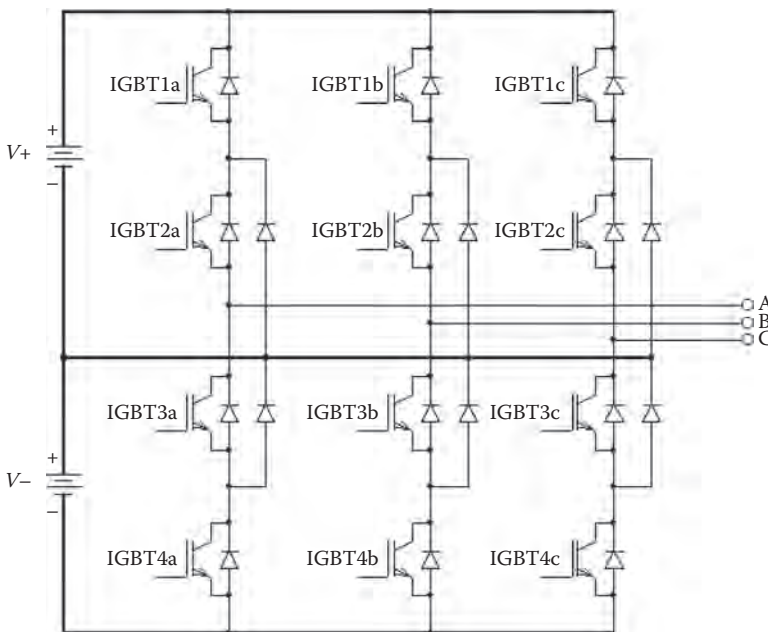 IGBT1a IGBT1b IGBT1c
+
V+
−
IGBT2a IGBT2b IGBT2c
A
B
C
IGBT3a IGBT3b IGBT3c
+
V−
−
IGBT4a IGBT4b IGBT4c